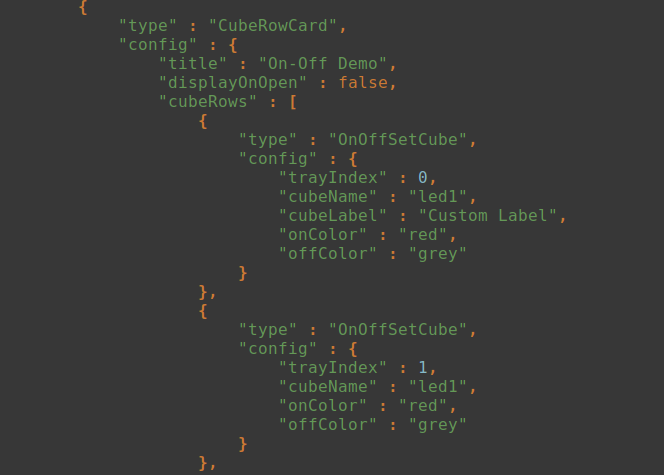 {
"type" : "CubeRowCard",
"config" : {
"title" : "On-Off Demo",
"displayOnOpen" : false,
"cubeRows" : [
{
"type" : "OnOffSetCube",
"config" : {
"trayIndex" : 0,
"cubeName" : "led1",
"cubeLabel" : "Custom Label",
"onColor" : "red",
"offColor" : "grey"
}
},
{
"type" : "OnOffSetCube",
"config" : {
"trayIndex" : 1,
"cubeName" : "led1",
"onColor" : "red",
"offColor" : "grey"
}
},